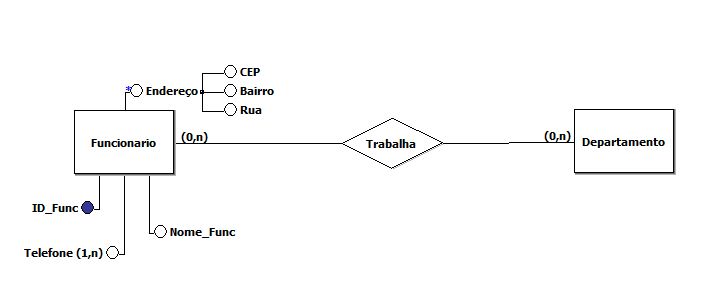 CEP
* Endereço
Bairro
Rua
Funcionario
(0,n)
Trabalha
(0,n)
Departamento
ID_Func
Nome_Func
Telefone (1,n)